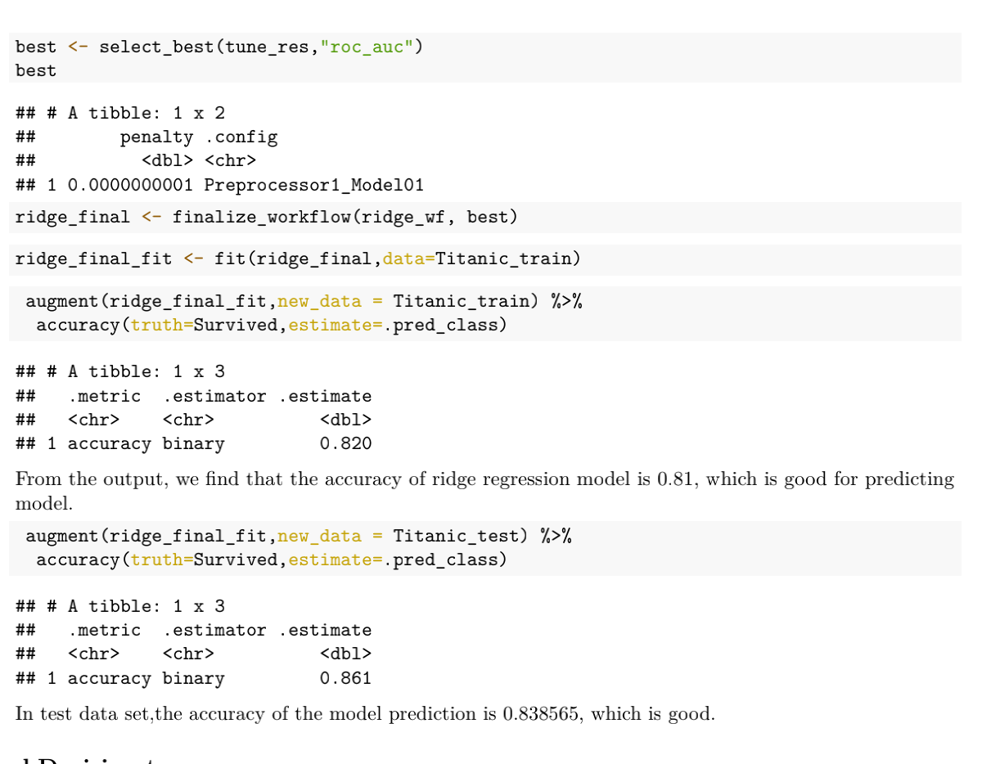 best <- select_best(tune_res,"roc_auc")
best
## # A tibble: 1 x 2
##        penalty .config
##          <dbl> <chr>
## 1 0.0000000001 Preprocessor1_Model01
ridge_final <- finalize_workflow(ridge_wf, best)
ridge_final_fit <- fit(ridge_final,data=Titanic_train)
augment(ridge_final_fit,new_data = Titanic_train) %>%
accuracy(truth=Survived,estimate=.pred_class)
## # A tibble: 1 x 3
##   .metric  .estimator .estimate
##   <chr>    <chr>          <dbl>
## 1 accuracy binary         0.820
From the output, we find that the accuracy of ridge regression model is 0.81, which is good for predicting
model.
augment(ridge_final_fit,new_data = Titanic_test) %>%
accuracy(truth=Survived,estimate=.pred_class)
## # A tibble: 1 x 3
##   .metric  .estimator .estimate
##   <chr>    <chr>          <dbl>
## 1 accuracy binary         0.861
In test data set,the accuracy of the model prediction is 0.838565, which is good.